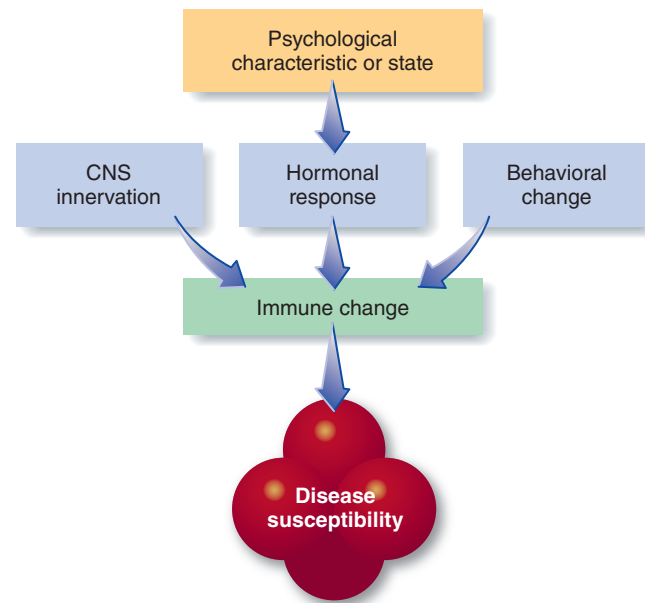 Psychological
characteristic or state
CNS
innervation
Hormonal
response
Behavioral
change
Immune change
Disease
susceptibility